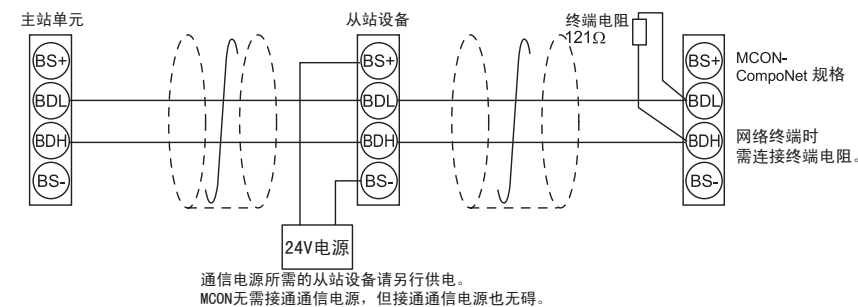 主站单元
从站设备
终端电阻
121Ω
BS+
BDL
BDH
BS-
BS+
BDL
BDH
BS-
BS+
BDL
BDH
BS-
MCON-
CompoNet 规格
网络终端时
需连接终端电阻。
24V电源
通信电源所需的从站设备请另行供电。
MCON无需接通通信电源，但接通通信电源也无碍。